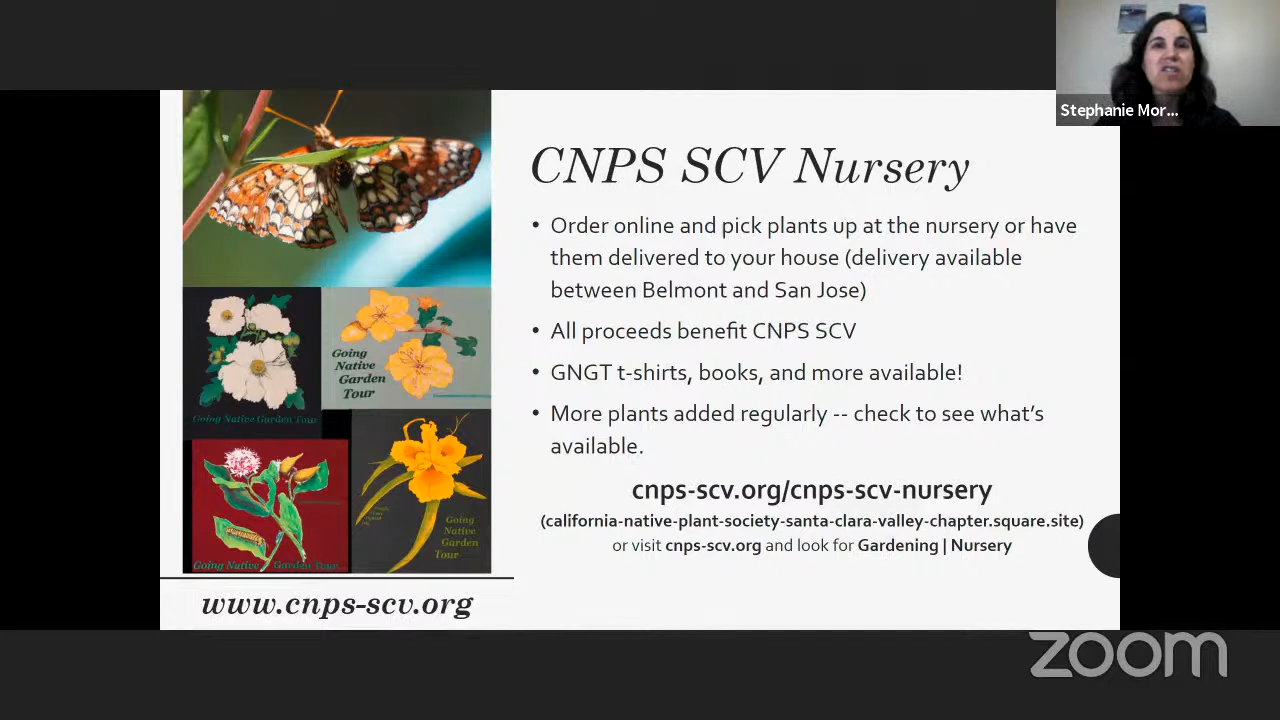 Stephanie Mor...
CNPS SCV Nursery
• Order online and pick plants up at the nursery or have
them delivered to your house (delivery available
between Belmont and San Jose)
• All proceeds benefit CNPS SCV
• GNGT t-shirts, books, and more available!
• More plants added regularly -- check to see what's
available.
cnps-scv.org/cnps-scv-nursery
(california-native-plant-society-santa-clara-valley-chapter.square.site)
or visit cnps-scv.org and look for Gardening | Nursery
Going Native Garden Tour
Going
Native
Garden
Tour
Going Native Garden Tour
Going
Native
Garden
Tour
www.cnps-scv.org
zoom